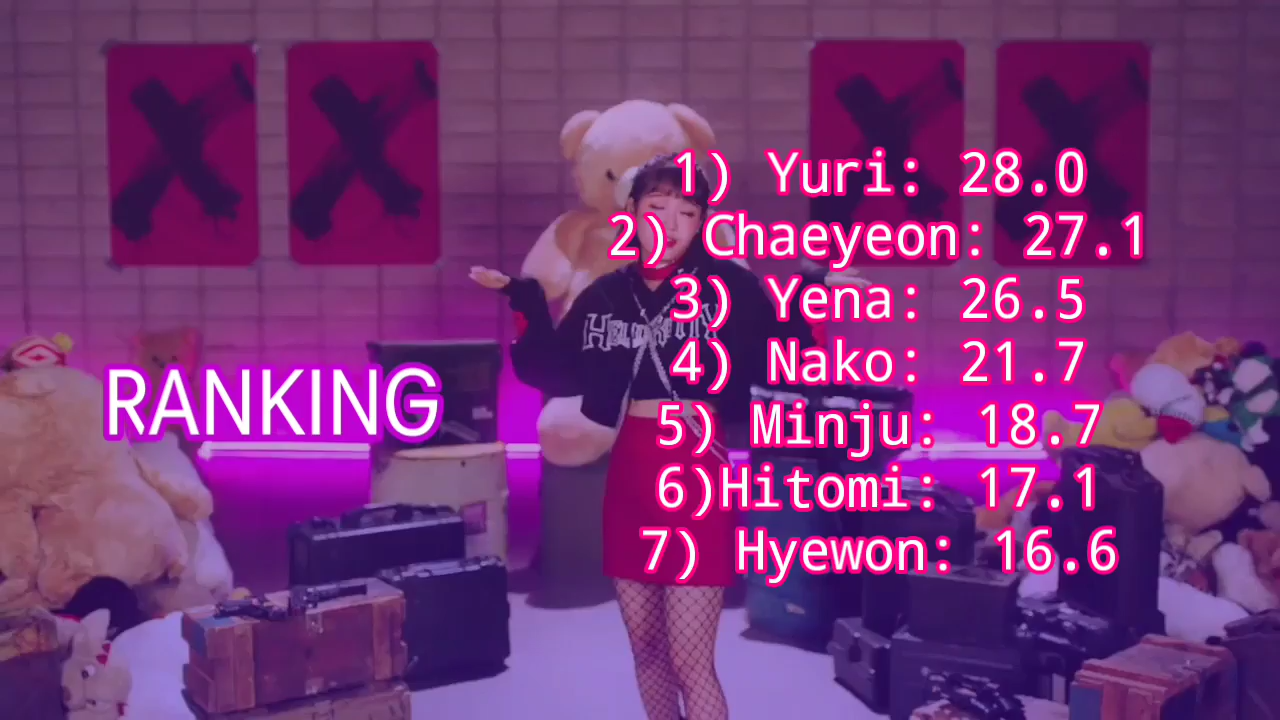 RANKING
1) Yuri: 28.0
2) Chaeyeon: 27.1
3) Yena: 26.5
4) Nako: 21.7
5) Minju: 18.7
6)Hitomi: 17.1
7) Hyewon: 16.6